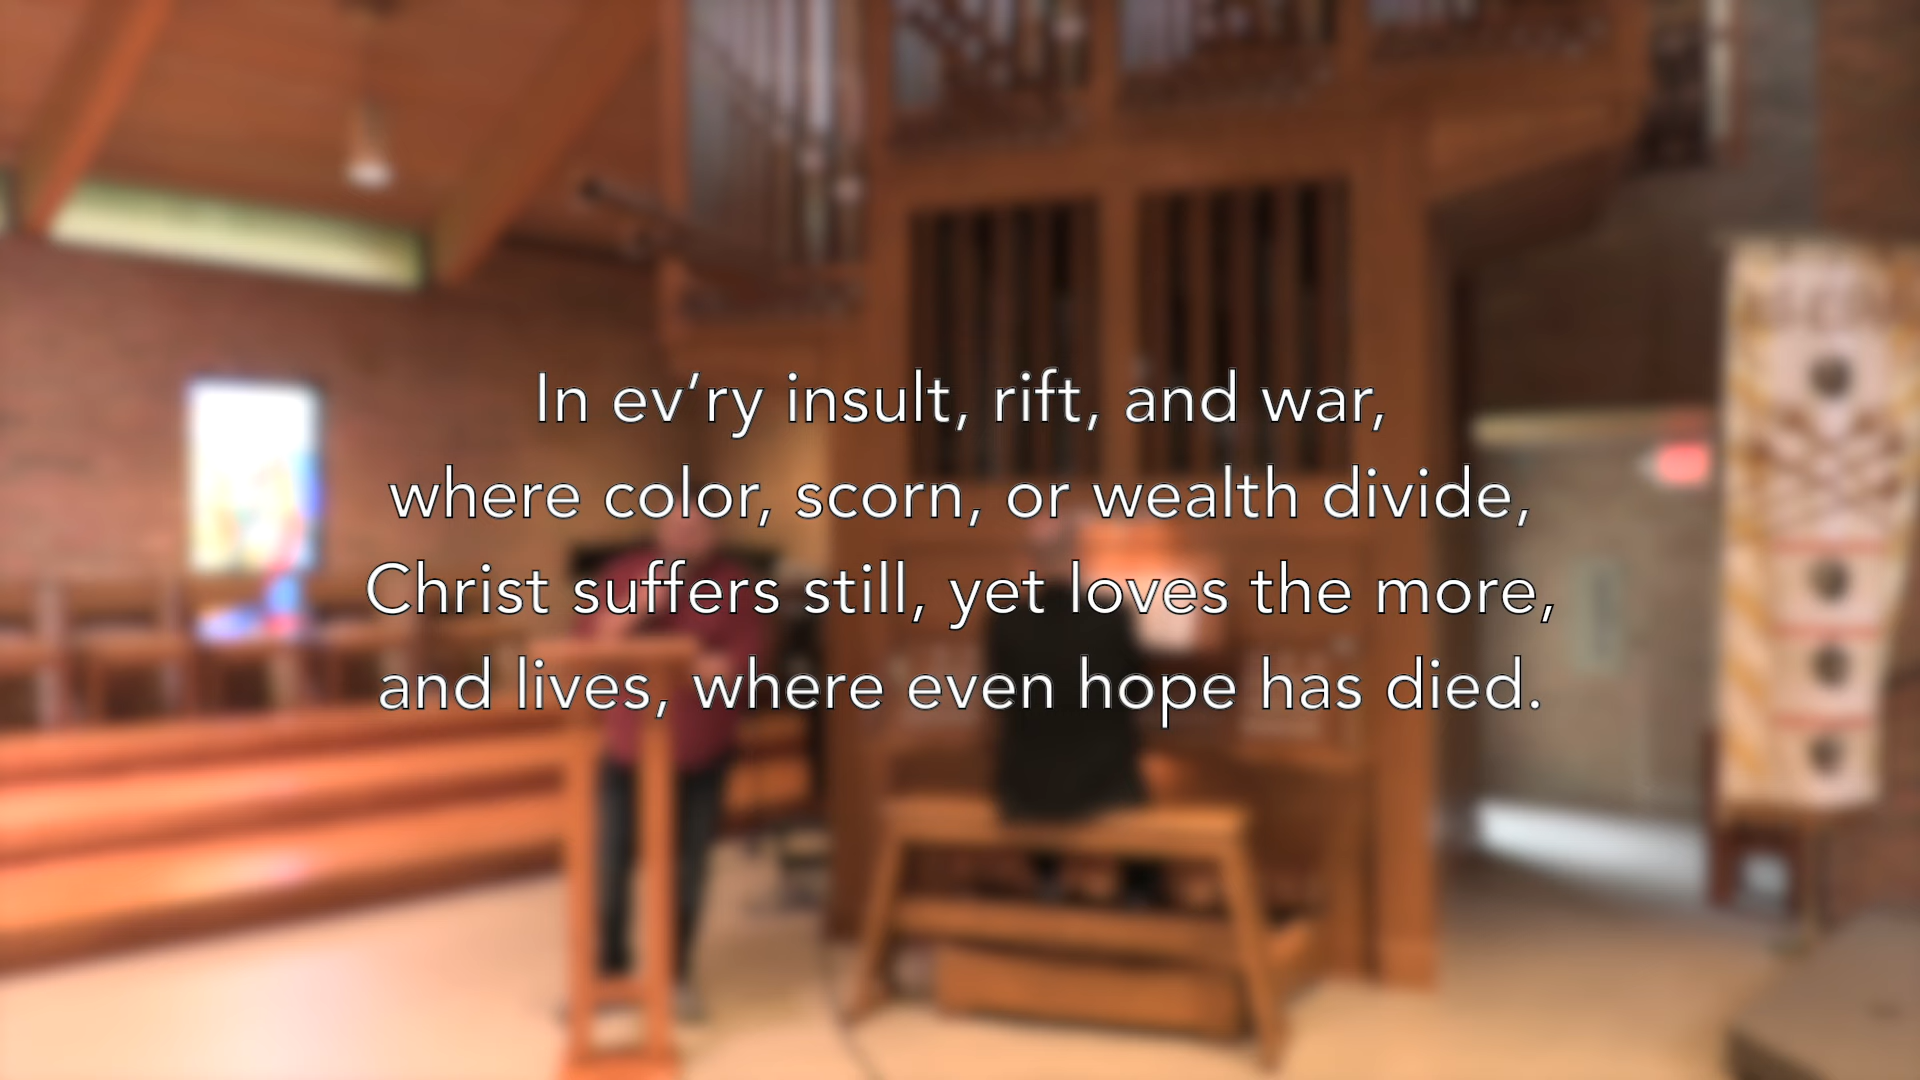 In ev’ry insult, rift, and war,
where color, scorn, or wealth divide,
Christ suffers still, yet loves the more,
and lives, where even hope has died.